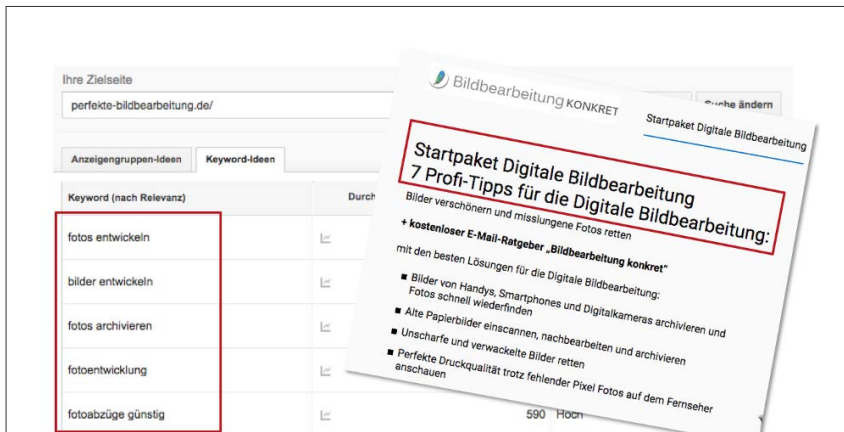 Ihre Zielseite
perfekte-bildbearbeitung.de/
Suche ändern
Anzeigengruppen-Ideen
Keyword-Ideen
Keyword (nach Relevanz)
Durch
fotos entwickeln
bilder entwickeln
fotos archivieren
fotoentwicklung
fotoabzüge günstig
590 Hoch
Bildbearbeitung KONKRET
Startpaket Digitale Bildbearbeitung
Startpaket Digitale Bildbearbeitung
7 Profi-Tipps für die Digitale Bildbearbeitung:
Bilder verschönern und misslungene Fotos retten
+ kostenloser E-Mail-Ratgeber „Bildbearbeitung konkret"
mit den besten Lösungen für die Digitale Bildbearbeitung:
■ Bilder von Handys, Smartphones und Digitalkameras archivieren und
Fotos schnell wiederfinden
■ Alte Papierbilder einscannen, nachbearbeiten und archivieren
■ Unscharfe und verwackelte Bilder retten
■ Perfekte Druckqualität trotz fehlender Pixel Fotos auf dem Fernseher
anschauen